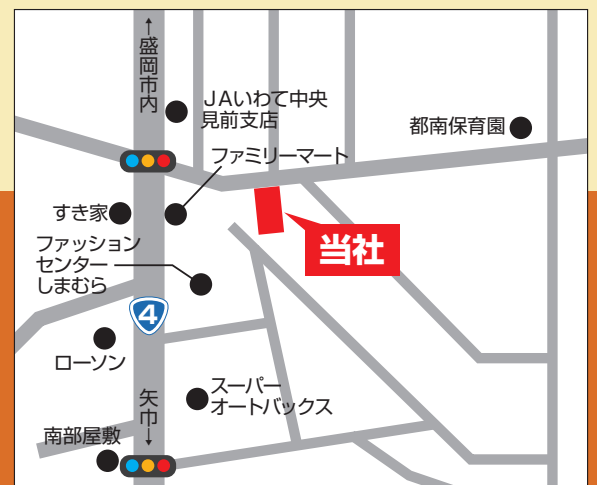 ↑盛岡市内
JAいわて中央
見前支店
都南保育園
ファミリーマート
すき家
当社
ファッション
センター
しまむら
4
ローソン
スーパー
オートバックス
矢巾↓
南部屋敷